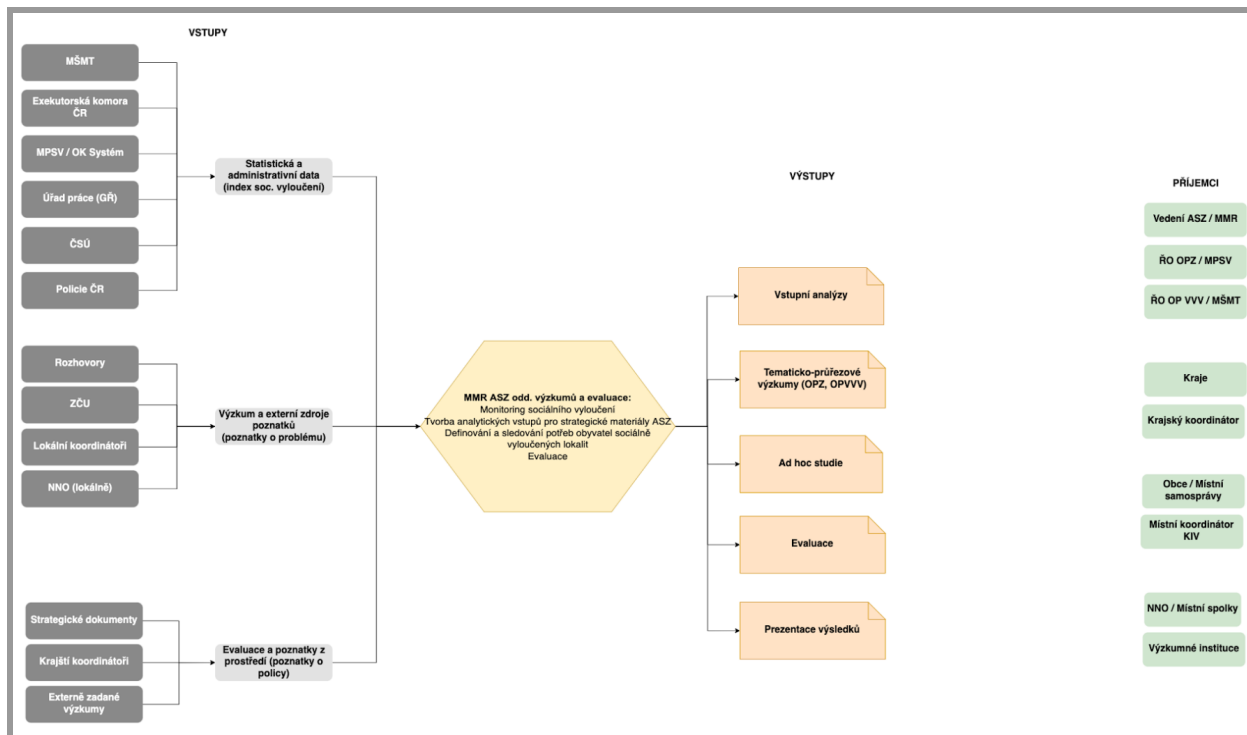 VSTUPY
MŠMT
Exekutorská komora
ČR
MPSV / OK Systém
Úřad práce (GŘ)
ČSÚ
Policie ČR
Statistická a
administrativní data
(index soc. vyloučení)
Rozhovory
ZČU
Lokální koordinátoři
NNO (lokálně)
Výzkum a externí zdroje
poznatků
(poznatky o problému)
Strategické dokumenty
Krajští koordinátoři
Externě zadané
výzkumy
Evaluace a poznatky z
prostředí (poznatky o
policy)
MMR ASZ odd. výzkumů a evaluace:
Monitoring sociálního vyloučení
Tvorba analytických vstupů pro strategické materiály ASZ
Definování a sledování potřeb obyvatel sociálně
vyloučených lokalit
Evaluace
VÝSTUPY
Vstupní analýzy
Tematicko-průřezové
výzkumy (OPZ, OPVVV)
Ad hoc studie
Evaluace
Prezentace výsledků
PŘÍJEMCI
Vedení ASZ / MMR
ŘO OPZ / MPSV
ŘO OP VVV / MŠMT
Kraje
Krajský koordinátor
Obce / Místní
samosprávy
Místní koordinátor
KIV
NNO / Místní spolky
Výzkumné instituce